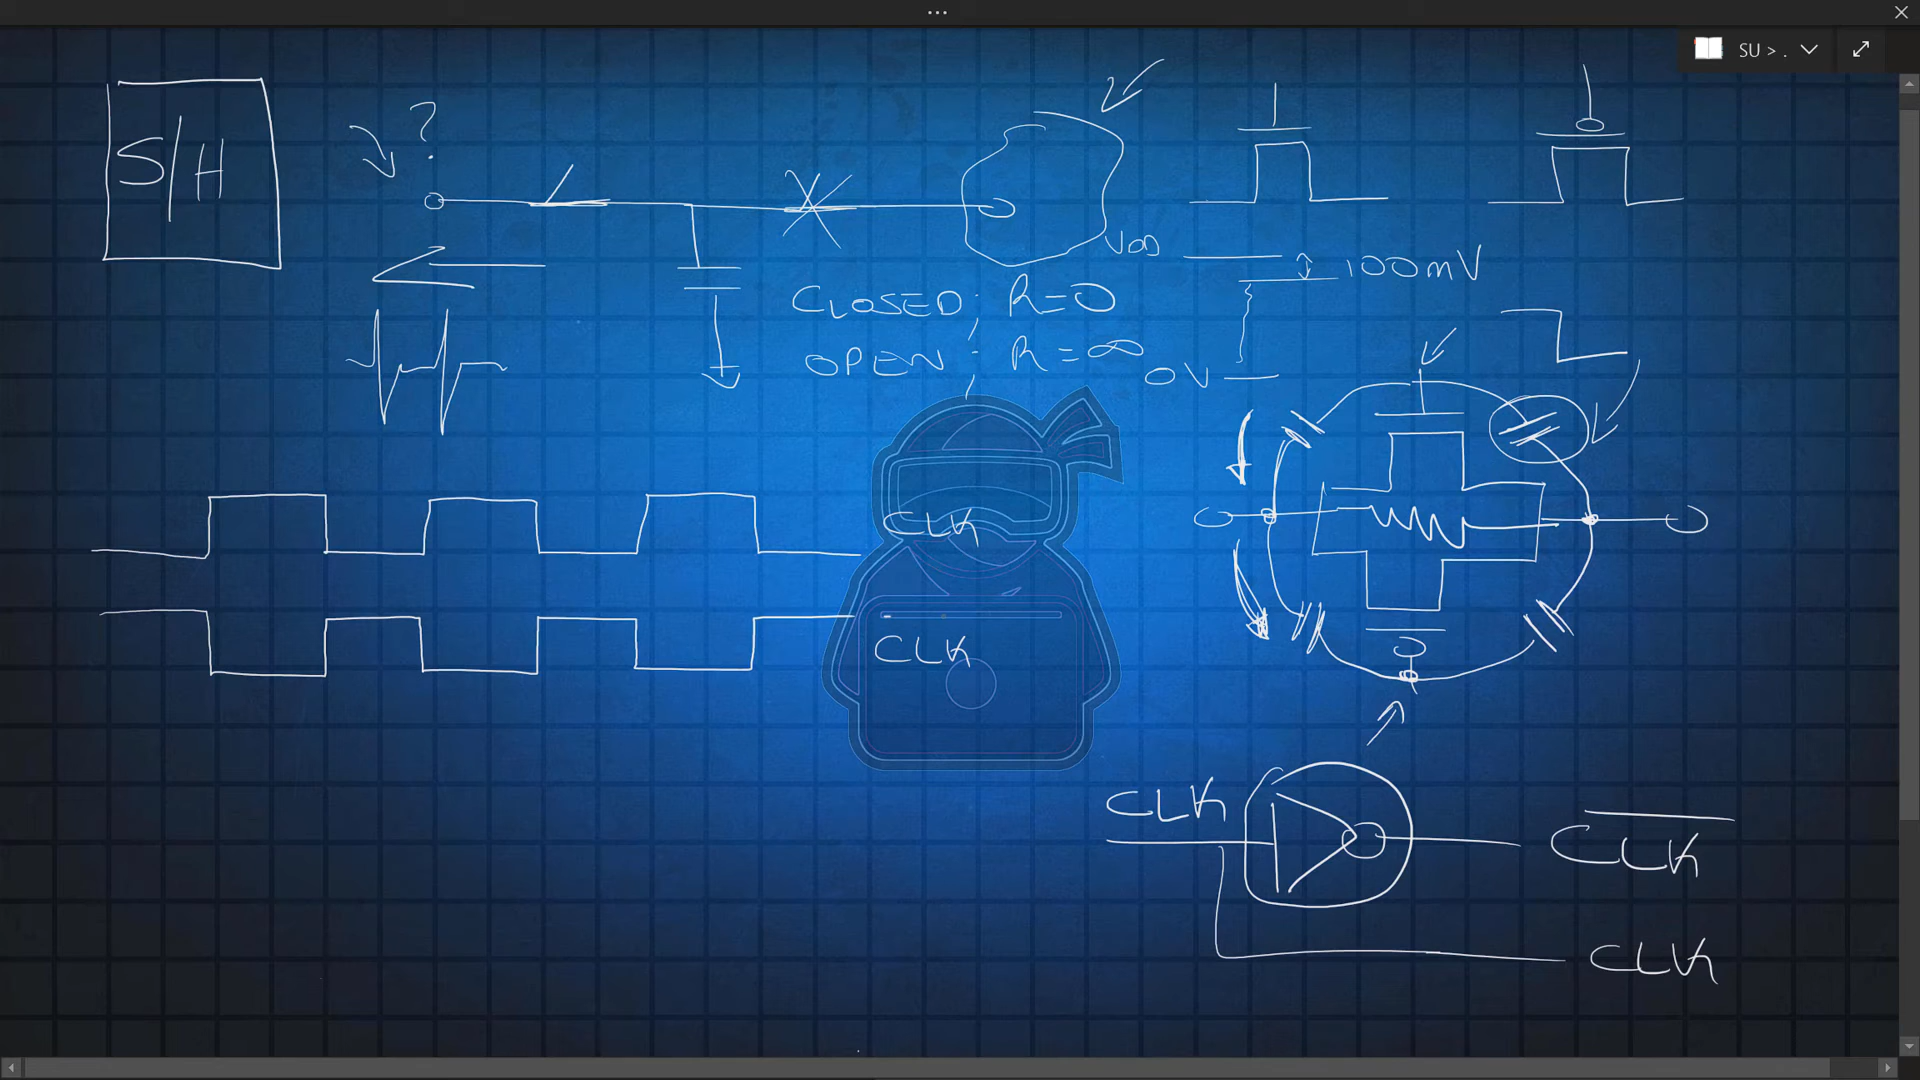 SU > .
S/H
?
VDD
100mV
CLOSED: R=0
OPEN: R=∞
0V
CLK
CLK
CLK
CLK
CLK